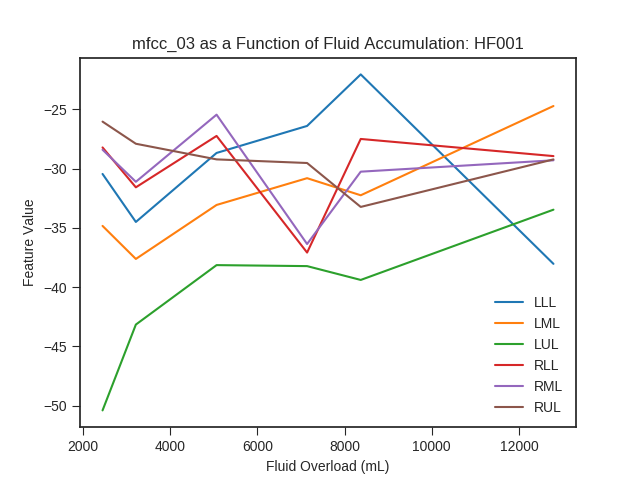 mfcc_03 as a Function of Fluid Accumulation: HF001
Feature Value
−25
−30
−35
−40
−45
−50
LLL
LML
LUL
RLL
RML
RUL
2000 4000 6000 8000 10000 12000
Fluid Overload (mL)